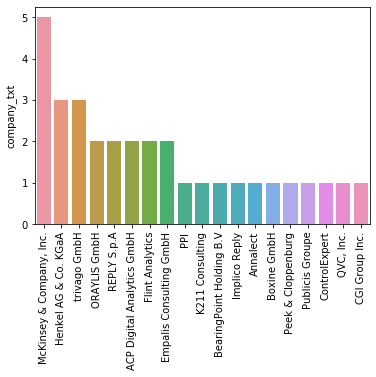 company_txt
5
4
3
2
1
0
McKinsey & Company, Inc.
Henkel AG & Co. KGaA
trivago GmbH
ORAYLIS GmbH
REPLY S.p.A
ACP Digital Analytics GmbH
Flint Analytics
Empalis Consulting GmbH
PPI
K211 Consulting
BearingPoint Holding B.V
Implico Reply
Annalect
Boxine GmbH
Peek & Cloppenburg
Publicis Groupe
ControlExpert
QVC, Inc.
CGI Group Inc.